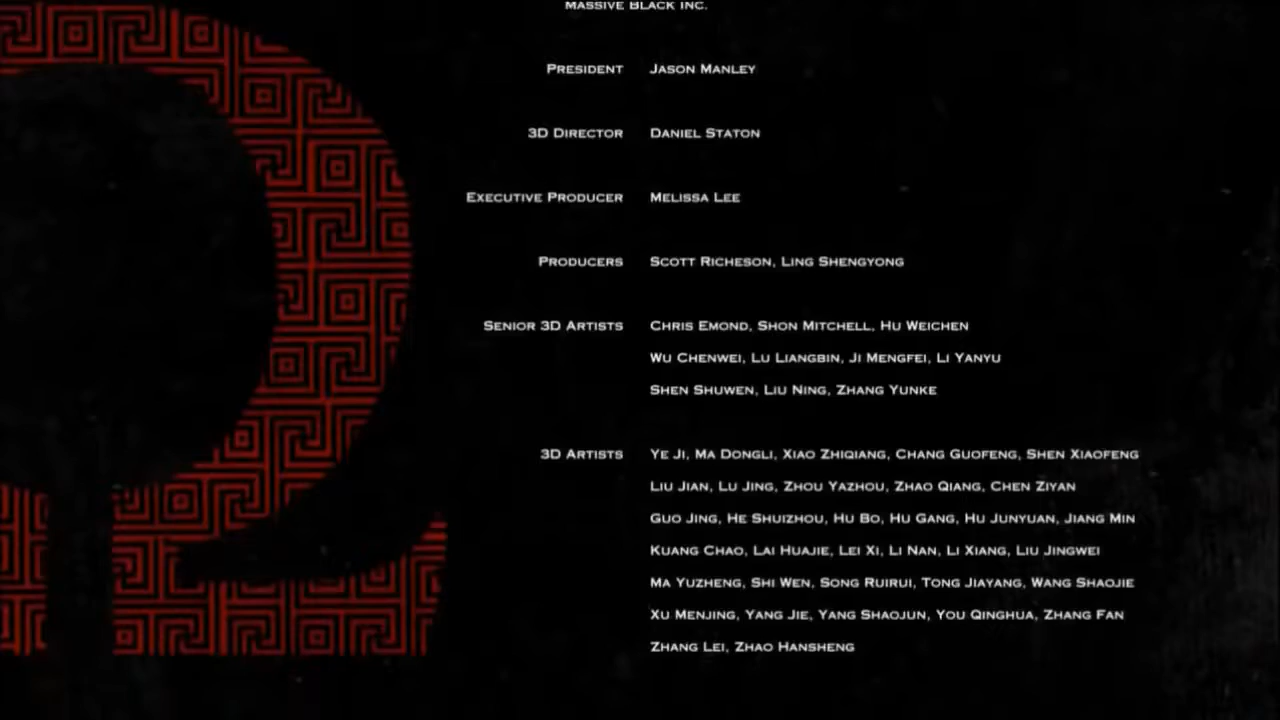 MASSIVE BLACK INC.
PRESIDENT JASON MANLEY
3D DIRECTOR DANIEL STATON
EXECUTIVE PRODUCER MELISSA LEE
PRODUCERS SCOTT RICHESON, LING SHENGYONG
SENIOR 3D ARTISTS CHRIS EMOND, SHON MITCHELL, HU WEICHEN
WU CHENWEI, LU LIANGBIN, JI MENGFEI, LI YANYU
SHEN SHUWEN, LIU NING, ZHANG YUNKE
3D ARTISTS YE JI, MA DONGLI, XIAO ZHIQIANG, CHANG GUOFENG, SHEN XIAOFENG
LIU JIAN, LU JING, ZHOU YAZHOU, ZHAO QIANG, CHEN ZIYAN
GUO JING, HE SHUIZHOU, HU BO, HU GANG, HU JUNYUAN, JIANG MIN
KUANG CHAO, LAI HUAJIE, LEI XI, LI NAN, LI XIANG, LIU JINGWEI
MA YUZHENG, SHI WEN, SONG RUIRUI, TONG JIAYANG, WANG SHAOJIE
XU MENJING, YANG JIE, YANG SHAOJUN, YOU QINGHUA, ZHANG FAN
ZHANG LEI, ZHAO HANSHENG